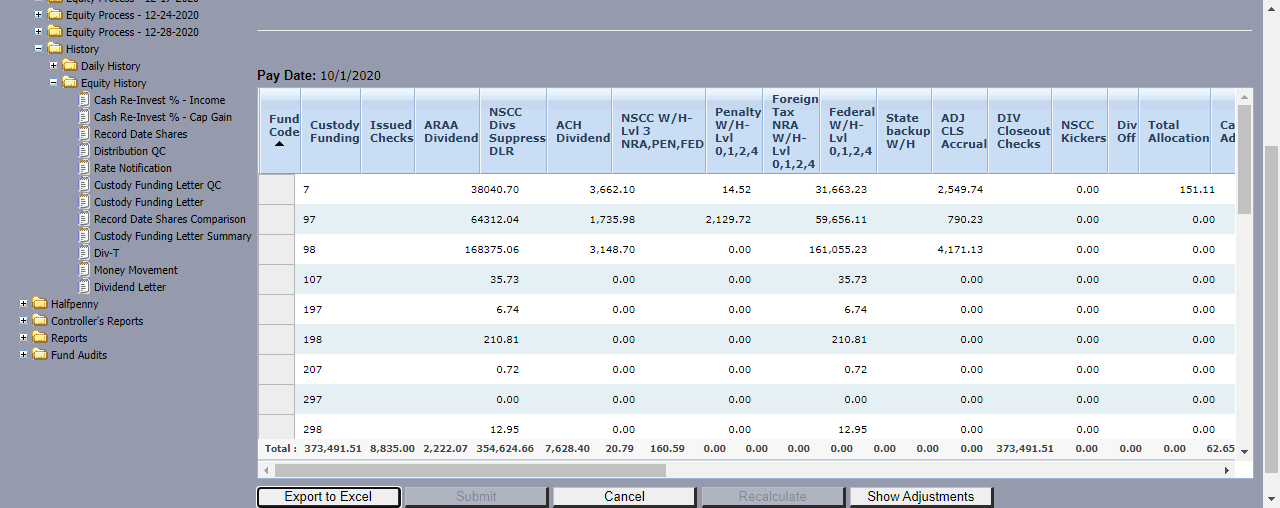 Equity Process - 12-24-2020
Equity Process - 12-28-2020
History
Daily History
Equity History
Cash Re-Invest % - Income
Cash Re-Invest % - Cap Gain
Record Date Shares
Distribution QC
Rate Notification
Custody Funding Letter QC
Custody Funding Letter
Record Date Shares Comparison
Custody Funding Letter Summary
Div-T
Money Movement
Dividend Letter
Halfpenny
Controller's Reports
Reports
Fund Audits
Pay Date: 10/1/2020
Fund Code Custody Funding Issued Checks ARAA Dividend NSCC Divs Suppress DLR ACH Dividend NSCC W/H- Lvl 3 NRA,PEN,FED Penalty W/H- Lvl 0,1,2,4 Foreign Tax NRA W/H- Lvl 0,1,2,4 Federal W/H- Lvl 0,1,2,4 State backup W/H ADJ CLS Accrual DIV Closeout Checks NSCC Kickers Div Off Total Allocation Ca Ad
7 38040.70 3,662.10 14.52 31,663.23 2,549.74 0.00 151.11
97 64312.04 1,735.98 2,129.72 59,656.11 790.23 0.00 0.00
98 168375.06 3,148.70 0.00 161,055.23 4,171.13 0.00 0.00
107 35.73 0.00 0.00 35.73 0.00 0.00 0.00
197 6.74 0.00 0.00 6.74 0.00 0.00 0.00
198 210.81 0.00 0.00 210.81 0.00 0.00 0.00
207 0.72 0.00 0.00 0.72 0.00 0.00 0.00
297 0.00 0.00 0.00 0.00 0.00 0.00 0.00
298 12.95 0.00 0.00 12.95 0.00 0.00 0.00
Total : 373,491.51 8,835.00 2,222.07 354,624.66 7,628.40 20.79 160.59 0.00 0.00 0.00 0.00 0.00 0.00 373,491.51 0.00 0.00 0.00 62.65
Export to Excel Submit Cancel Recalculate Show Adjustments